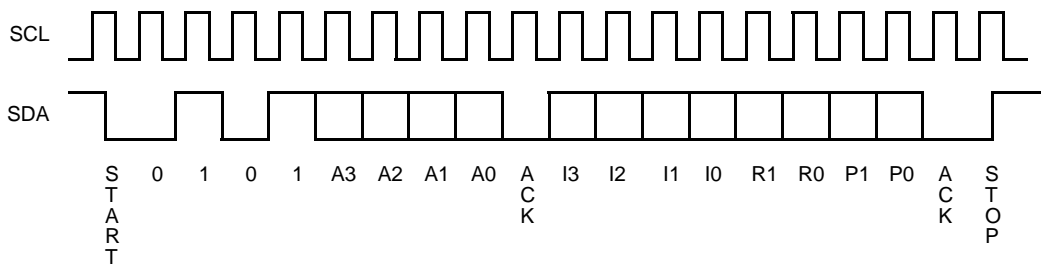 SCL
SDA
START 0 1 0 1 A3 A2 A1 A0 ACK I3 I2 I1 I0 R1 R0 P1 P0 ACK STOP